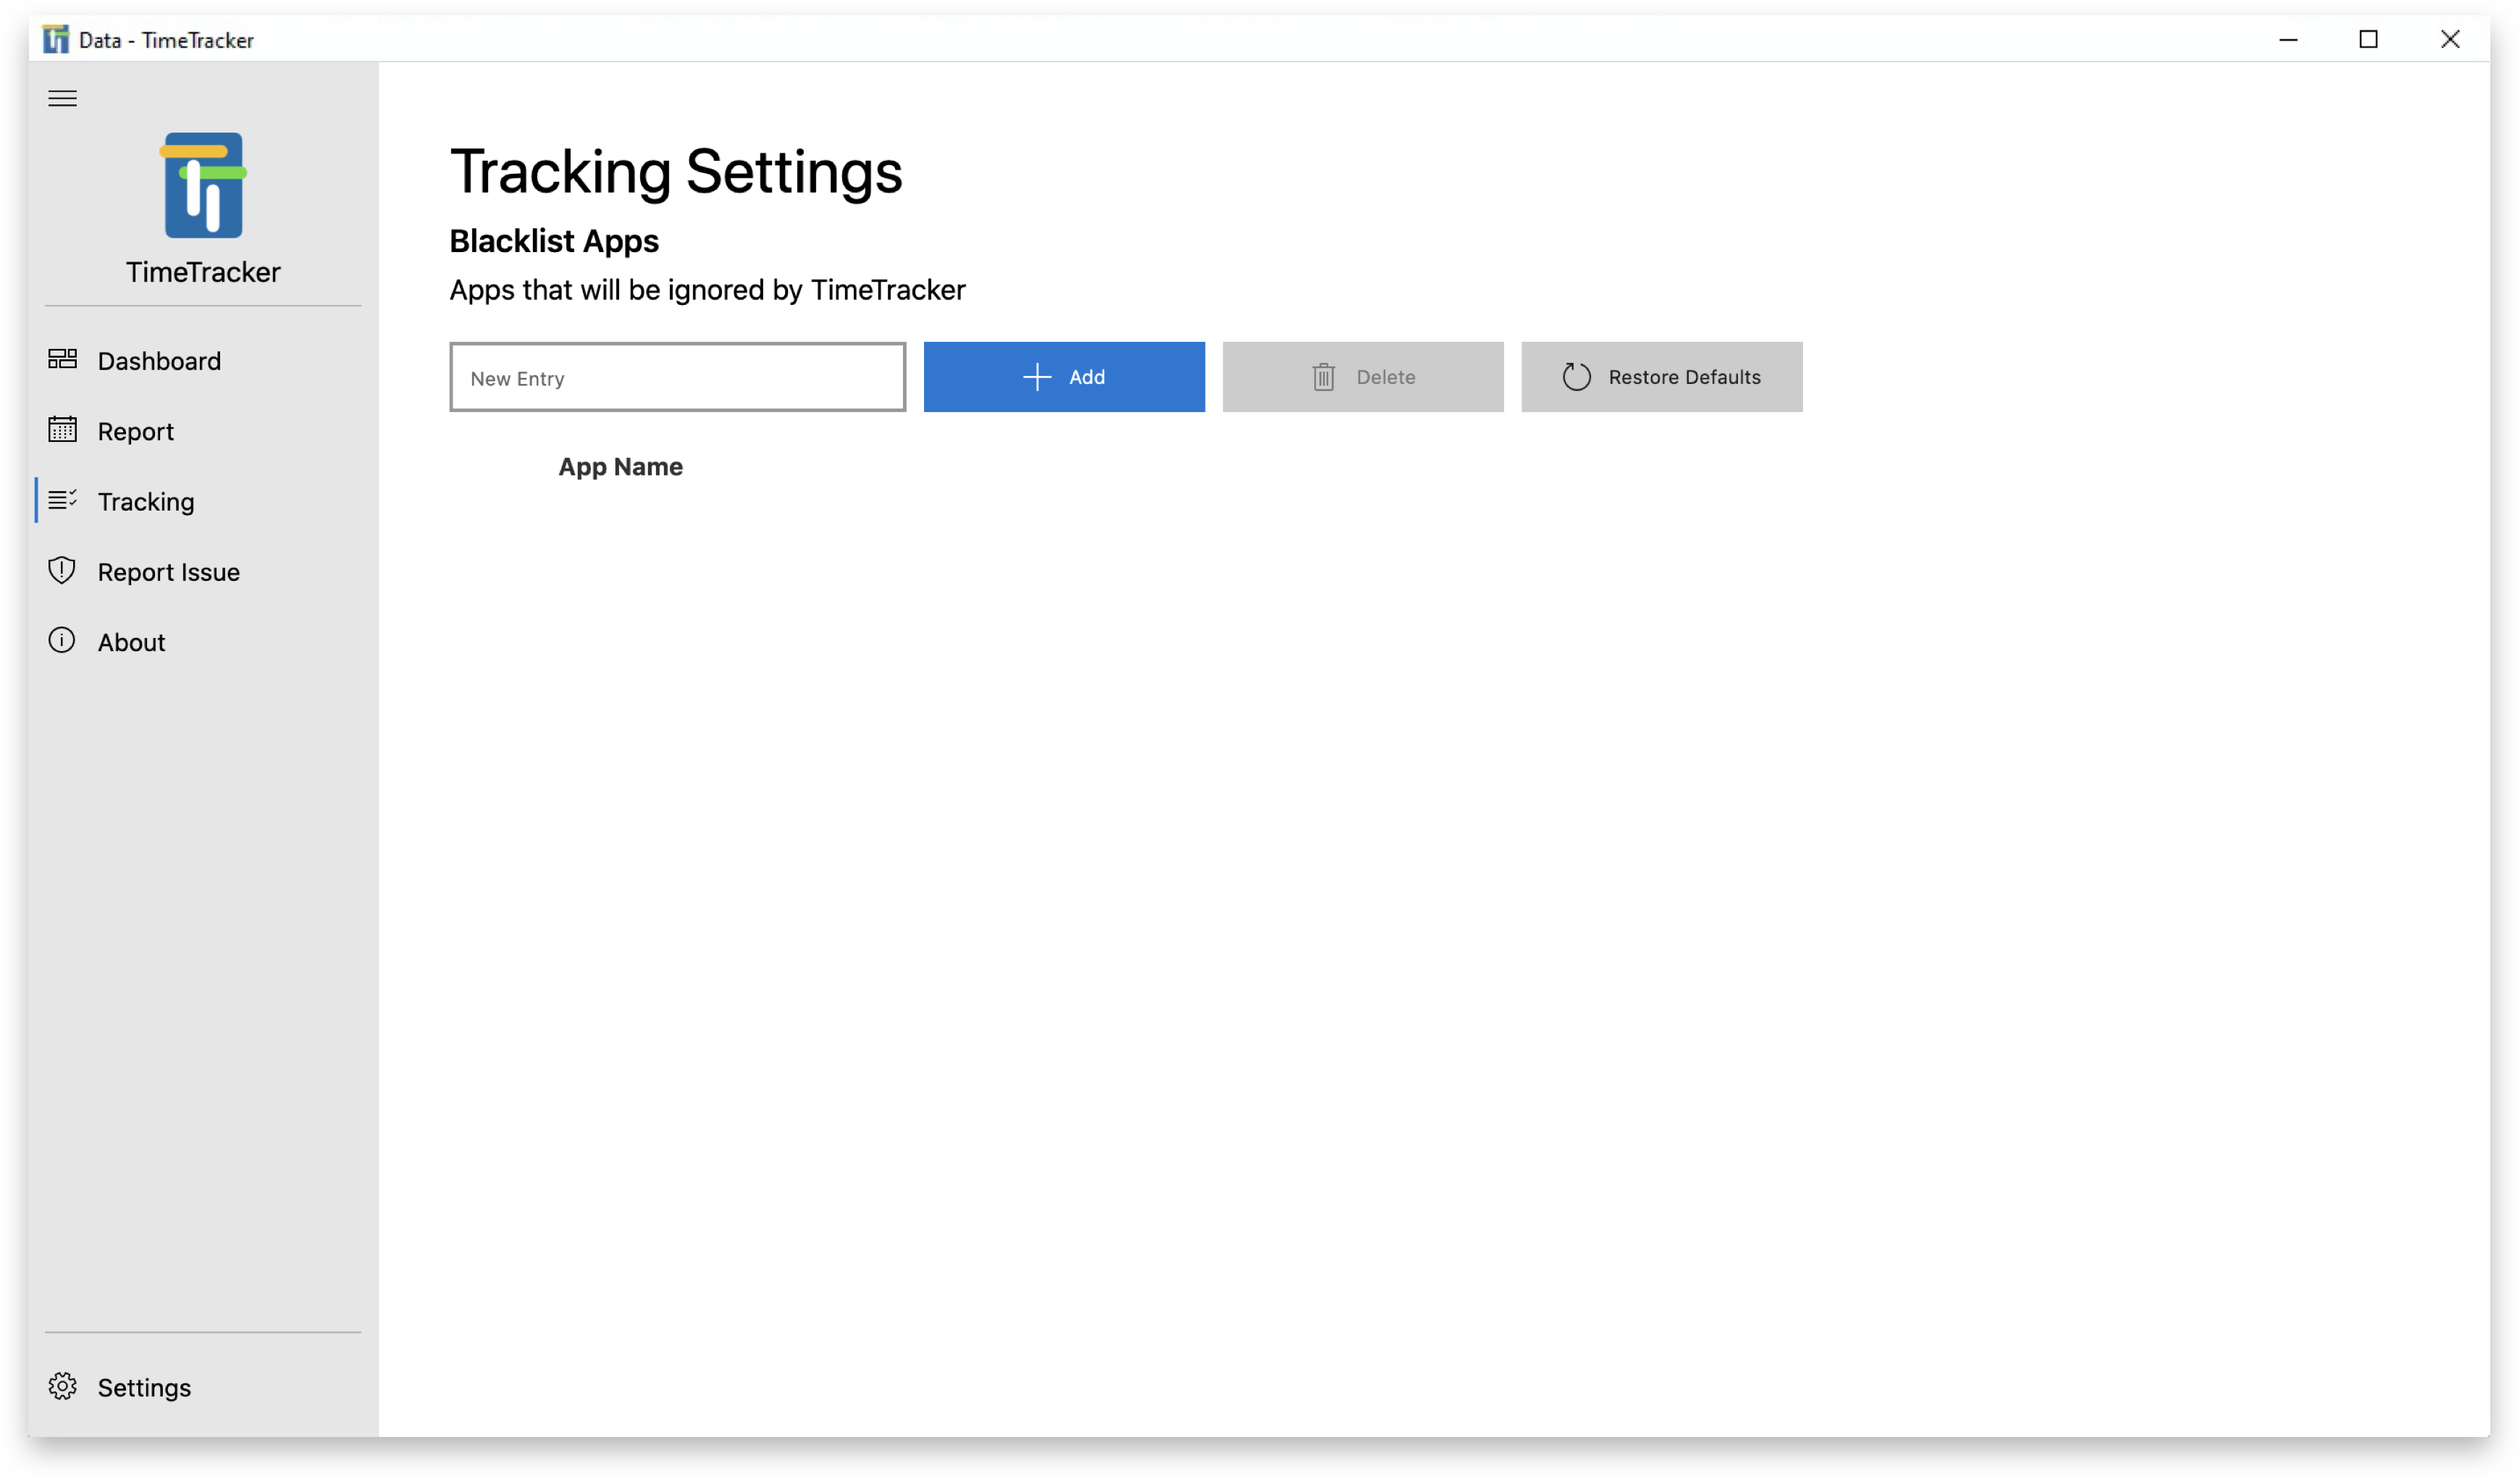 Data - TimeTracker
TimeTracker
Dashboard
Report
Tracking
Report Issue
About
Settings
Tracking Settings
Blacklist Apps
Apps that will be ignored by TimeTracker
New Entry
Add
Delete
Restore Defaults
App Name